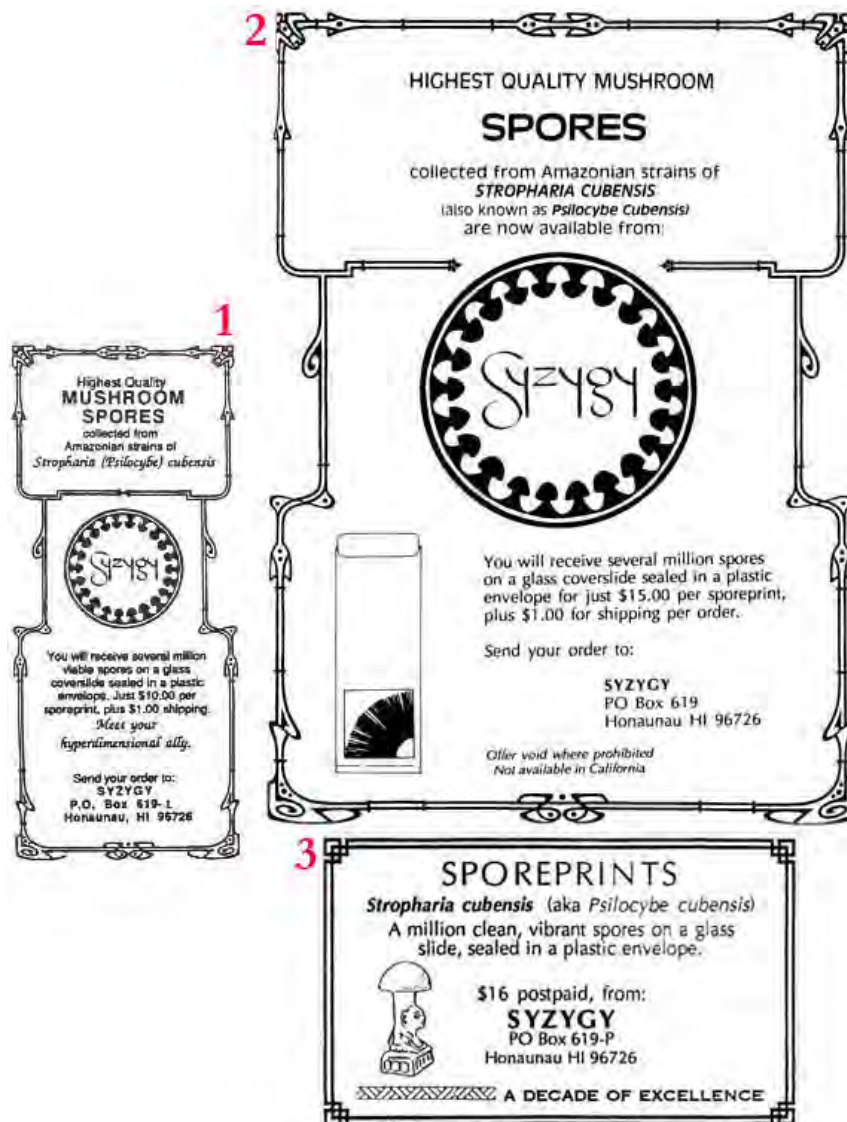 1
Highest Quality
MUSHROOM
SPORES
collected from
Amazonian strains of
Stropharia (Psilocybe) cubensis
Syzygy
You will receive several million
viable spores on a glass
coverslide sealed in a plastic
envelope. Just $10.00 per
sporeprint, plus $1.00 shipping.
Meet your
hyperdimensional ally.
Send your order to:
SYZYGY
P.O. Box 619-L
Honaunau, HI 96726
2
HIGHEST QUALITY MUSHROOM
SPORES
collected from Amazonian strains of
STROPHARIA CUBENSIS
(also known as Psilocybe Cubensis)
are now available from:
Syzygy
You will receive several million spores
on a glass coverslide sealed in a plastic
envelope for just $15.00 per sporeprint,
plus $1.00 for shipping per order.
Send your order to:
SYZYGY
PO Box 619
Honaunau HI 96726
Offer void where prohibited
Not available in California
3
SPOREPRINTS
Stropharia cubensis (aka Psilocybe cubensis)
A million clean, vibrant spores on a glass
slide, sealed in a plastic envelope.
$16 postpaid, from:
SYZYGY
PO Box 619-P
Honaunau HI 96726
A DECADE OF EXCELLENCE